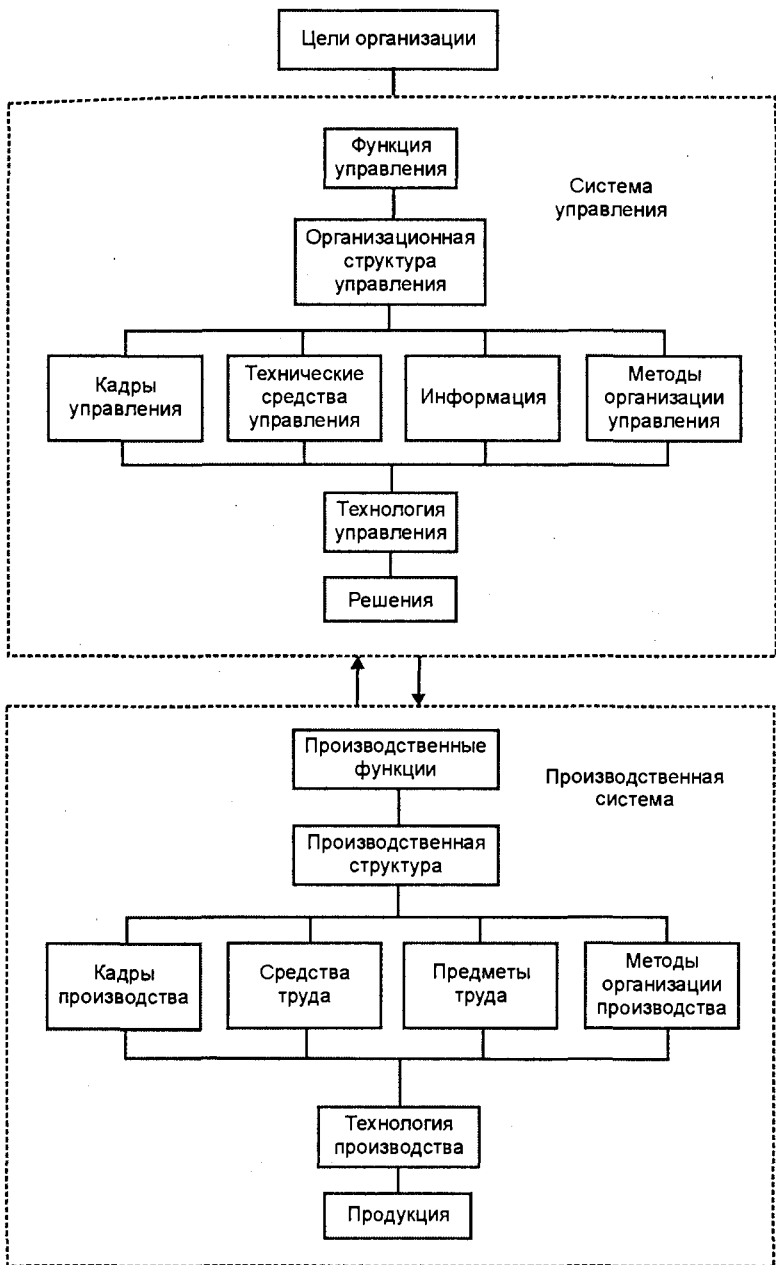 Цели организации
Функция
управления
Система
управления
Организационная
структура
управления
Кадры
управления
Технические
средства
управления
Информация
Методы
организации
управления
Технология
управления
Решения
Производственные
функции
Производственная
система
Производственная
структура
Кадры
производства
Средства
труда
Предметы
труда
Методы
организации
производства
Технология
производства
Продукция